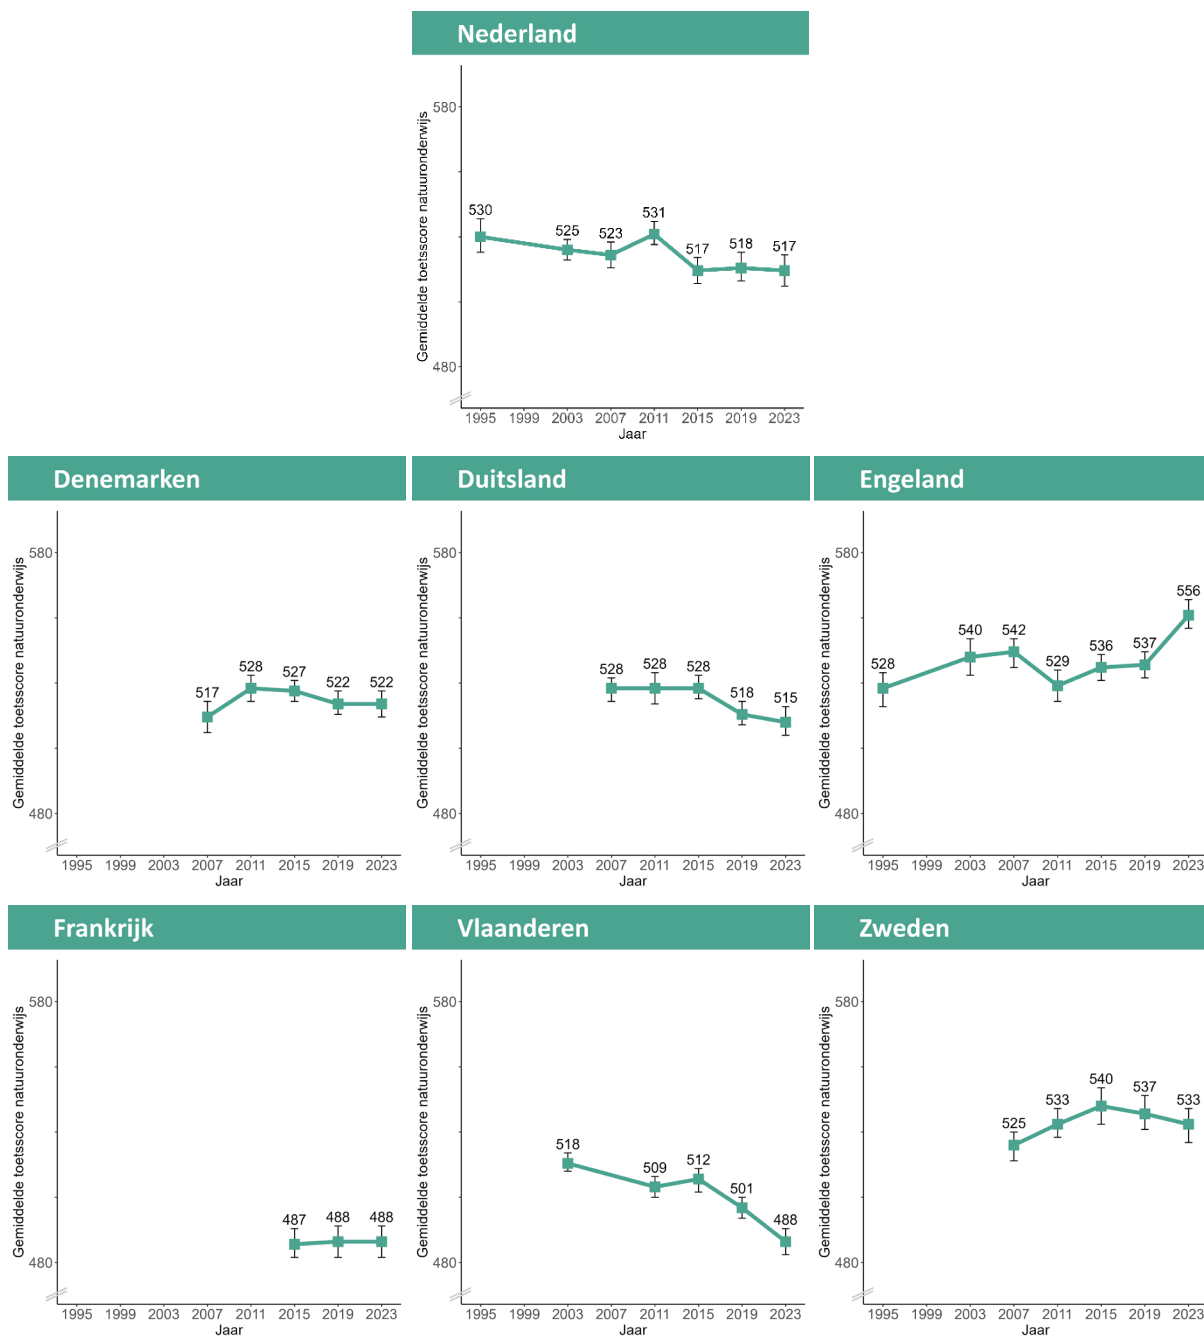 Nederland
Gemiddelde toetsscore natuuronderwijs
580
480
530
525
523
531
517
518
517
1995 1999 2003 2007 2011 2015 2019 2023
Jaar
Denemarken
Gemiddelde toetsscore natuuronderwijs
580
480
517
528
527
522
522
1995 1999 2003 2007 2011 2015 2019 2023
Jaar
Duitsland
Gemiddelde toetsscore natuuronderwijs
580
480
528
528
528
518
515
1995 1999 2003 2007 2011 2015 2019 2023
Jaar
Engeland
Gemiddelde toetsscore natuuronderwijs
580
480
528
540
542
529
536
537
556
1995 1999 2003 2007 2011 2015 2019 2023
Jaar
Frankrijk
Gemiddelde toetsscore natuuronderwijs
580
480
487
488
488
1995 1999 2003 2007 2011 2015 2019 2023
Jaar
Vlaanderen
Gemiddelde toetsscore natuuronderwijs
580
480
518
509
512
501
488
1995 1999 2003 2007 2011 2015 2019 2023
Jaar
Zweden
Gemiddelde toetsscore natuuronderwijs
580
480
525
533
540
537
533
1995 1999 2003 2007 2011 2015 2019 2023
Jaar